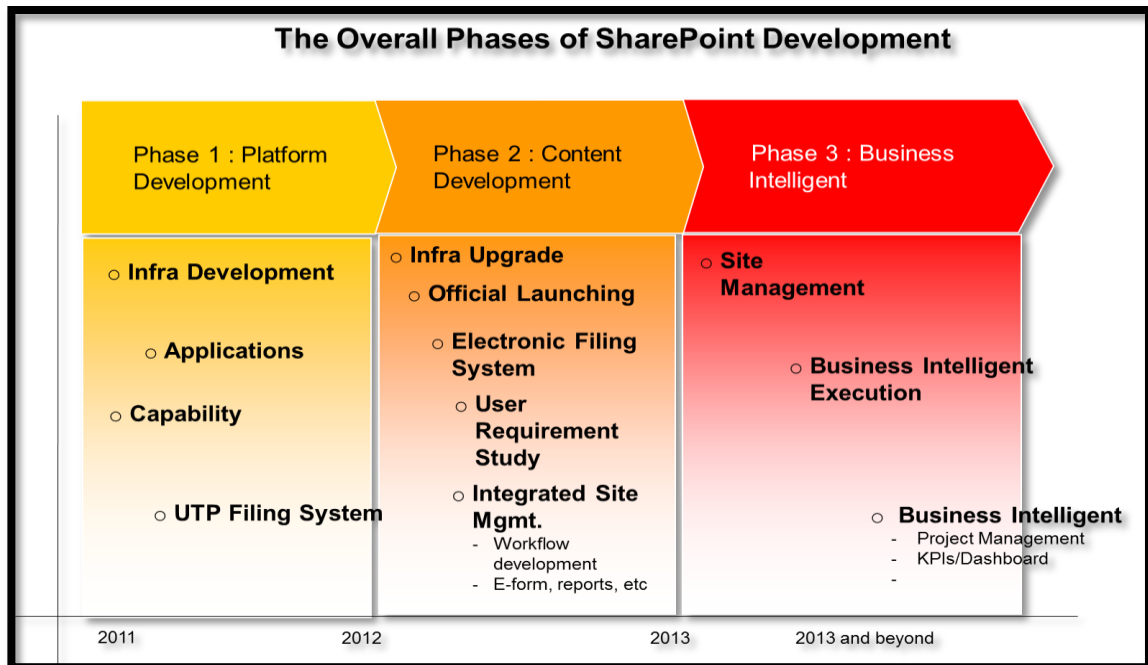 The Overall Phases of SharePoint Development
Phase 1 : Platform
Development
Phase 2 : Content
Development
Phase 3 : Business
Intelligent
o Infra Development
o Applications
o Capability
o UTP Filing System
o Infra Upgrade
o Official Launching
o Electronic Filing
System
o User
Requirement
Study
o Integrated Site
Mgmt.
- Workflow
development
- E-form, reports, etc
o Site
Management
o Business Intelligent
Execution
o Business Intelligent
- Project Management
- KPIs/Dashboard
-
2011
2012
2013
2013 and beyond